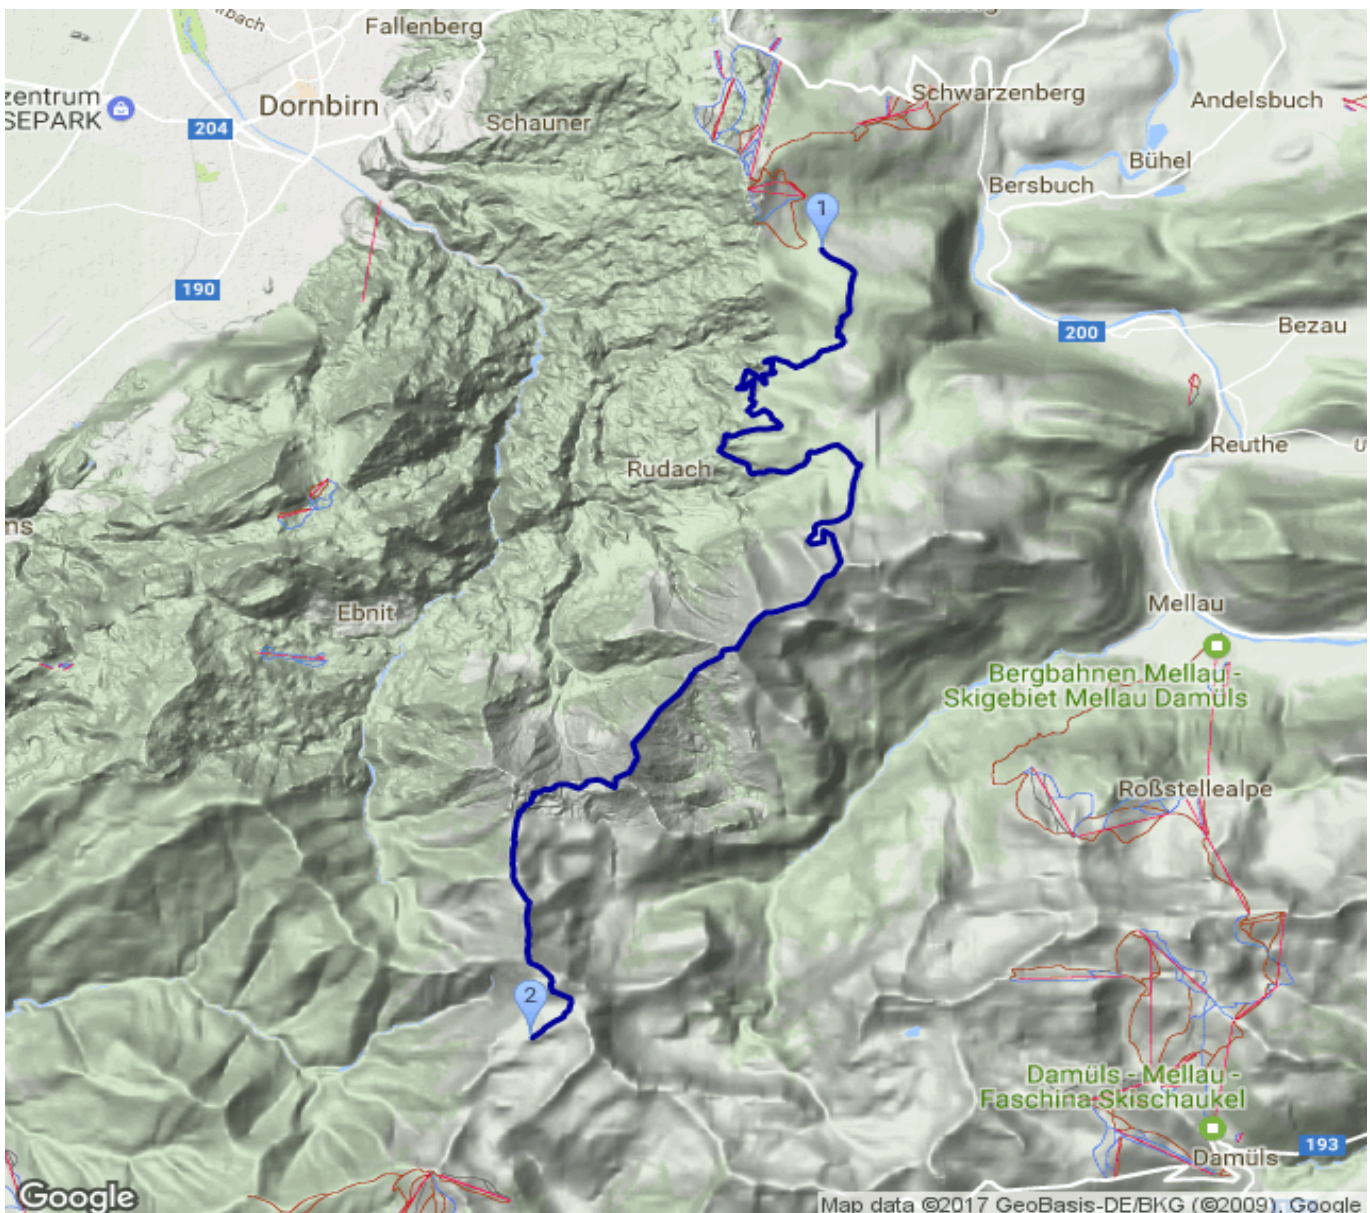 Fallenberg
zentrum
SEPARK
Dornbirn
204
Schauner
Schwarzenberg
Andelsbuch
Bühel
Bersbuch
1
190
200
Bezau
Reuthe
Rudach
ns
Ebnit
Mellau
Bergbahnen Mellau -
Skigebiet Mellau Damüls
Roßstellealpe
2
Damüls - Mellau -
Faschina Skischaukel
193
Damüls
Google
Map data ©2017 GeoBasis-DE/BKG (©2009), Google